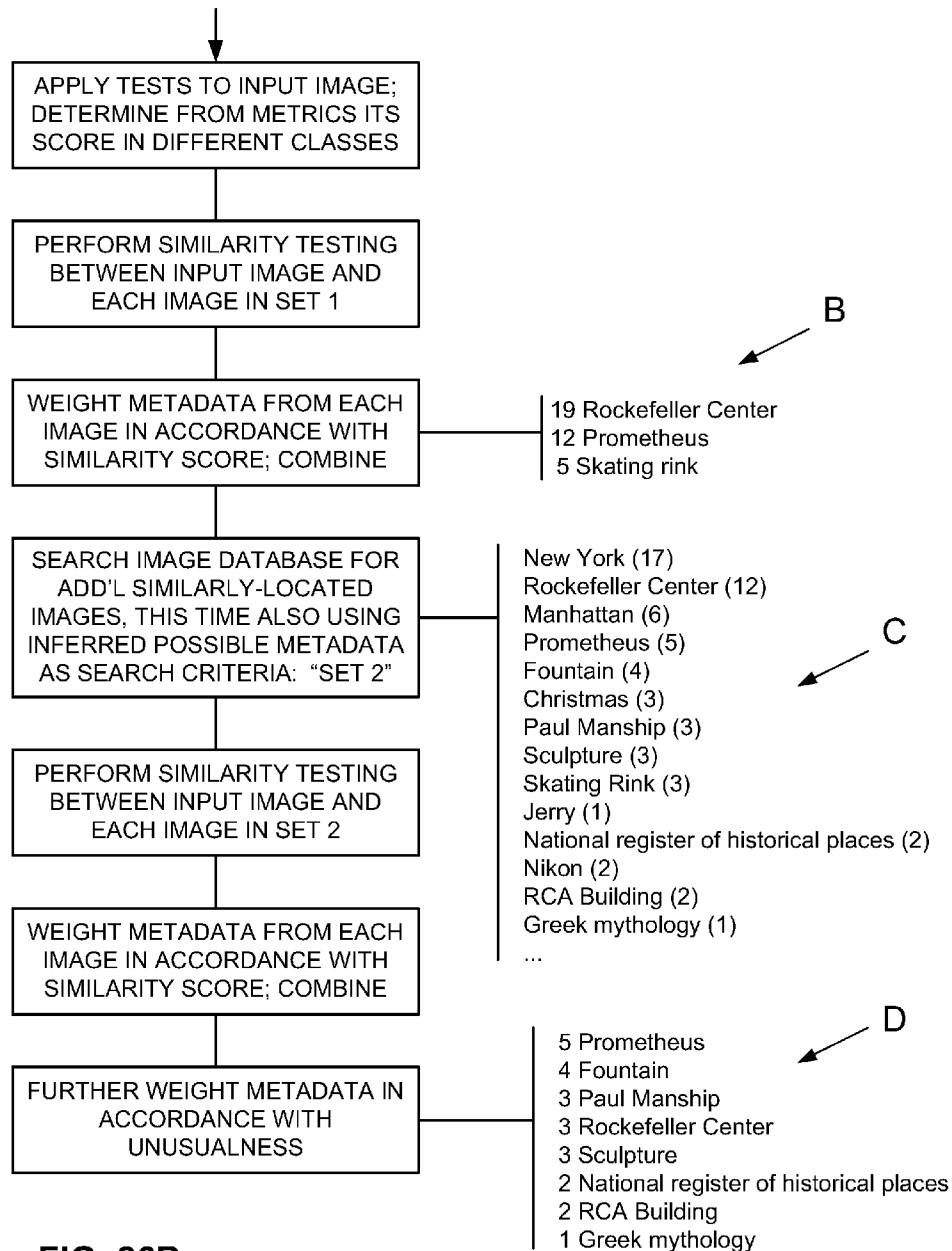 APPLY TESTS TO INPUT IMAGE;
DETERMINE FROM METRICS ITS
SCORE IN DIFFERENT CLASSES
PERFORM SIMILARITY TESTING
BETWEEN INPUT IMAGE AND
EACH IMAGE IN SET 1
B
WEIGHT METADATA FROM EACH
IMAGE IN ACCORDANCE WITH
SIMILARITY SCORE; COMBINE
19 Rockefeller Center
12 Prometheus
5 Skating rink
SEARCH IMAGE DATABASE FOR
ADD'L SIMILARLY-LOCATED
IMAGES, THIS TIME ALSO USING
INFERRED POSSIBLE METADATA
AS SEARCH CRITERIA: “SET 2”
New York (17)
Rockefeller Center (12)
Manhattan (6)
Prometheus (5)
Fountain (4)
Christmas (3)
Paul Manship (3)
Sculpture (3)
Skating Rink (3)
Jerry (1)
National register of historical places (2)
Nikon (2)
RCA Building (2)
Greek mythology (1)
...
C
PERFORM SIMILARITY TESTING
BETWEEN INPUT IMAGE AND
EACH IMAGE IN SET 2
WEIGHT METADATA FROM EACH
IMAGE IN ACCORDANCE WITH
SIMILARITY SCORE; COMBINE
D
FURTHER WEIGHT METADATA IN
ACCORDANCE WITH
UNUSUALNESS
5 Prometheus
4 Fountain
3 Paul Manship
3 Rockefeller Center
3 Sculpture
2 National register of historical places
2 RCA Building
1 Greek mythology